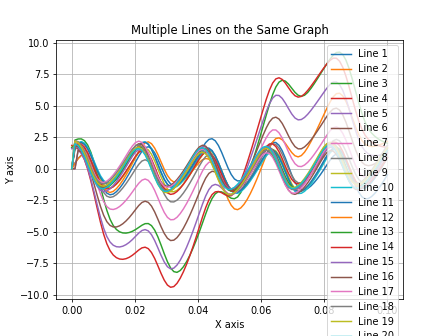 Multiple Lines on the Same Graph
10.0
7.5
5.0
2.5
0.0
−2.5
−5.0
−7.5
−10.0
Y axis
0.00
0.02
0.04
0.06
X axis
Line 1
Line 2
Line 3
Line 4
Line 5
Line 6
Line 7
Line 8
Line 9
Line 10
Line 11
Line 12
Line 13
Line 14
Line 15
Line 16
Line 17
Line 18
Line 19
Line 20